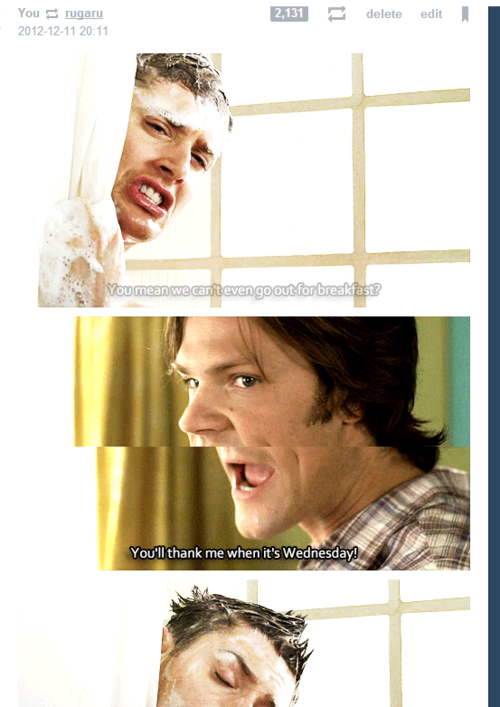 You rugaru 2,131 delete edit
2012-12-11 20:11
You mean we can't even go out for breakfast?
You'll thank me when it's Wednesday!